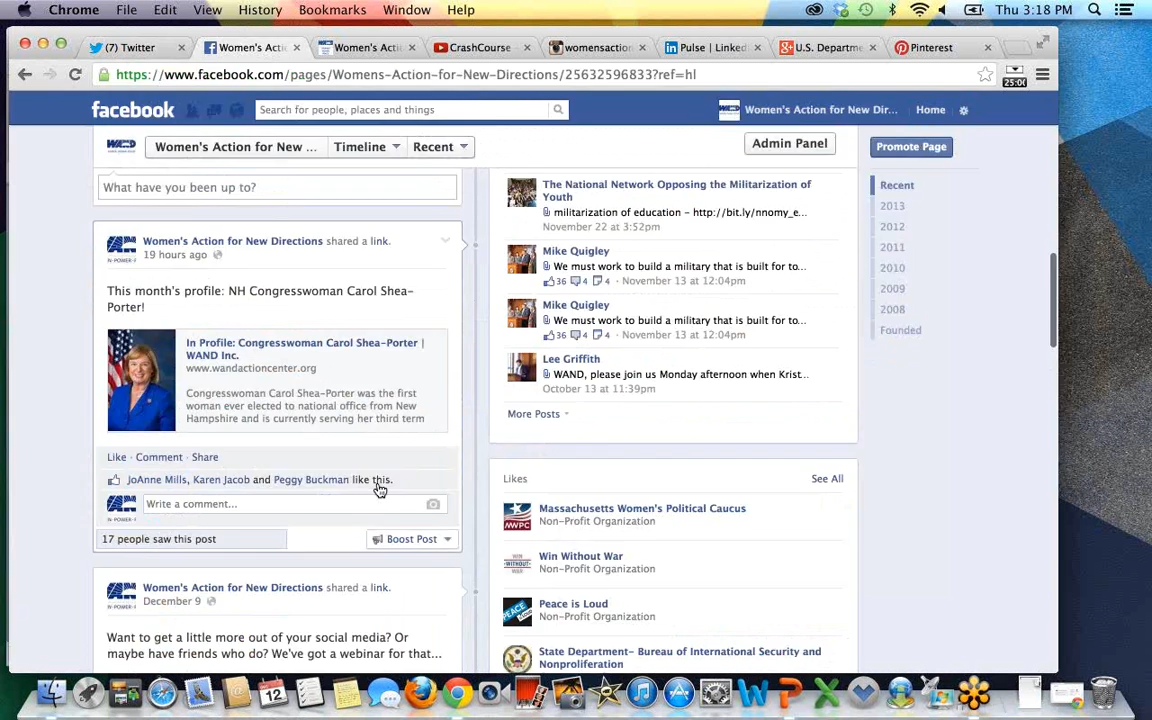 Chrome File Edit View History Bookmarks Window Help Thu 3:18 PM
(7) Twitter Women's Acti Women's Acti CrashCourse womensaction Pulse | Linked U.S. Departme Pinterest
https://www.facebook.com/pages/Womens-Action-for-New-Directions/25632596833?ref=hl
25:00
facebook Search for people, places and things Women's Action for New Dir... Home
WAND Women's Action for New ... Timeline Recent Admin Panel Promote Page
What have you been up to?
Women's Action for New Directions shared a link.
19 hours ago
This month's profile: NH Congresswoman Carol Shea-
Porter!
In Profile: Congresswoman Carol Shea-Porter |
WAND Inc.
www.wandactioncenter.org
Congresswoman Carol Shea-Porter was the first
woman ever elected to national office from New
Hampshire and is currently serving her third term
Like · Comment · Share
JoAnne Mills, Karen Jacob and Peggy Buckman like this.
Write a comment...
17 people saw this post Boost Post
Women's Action for New Directions shared a link.
December 9
Want to get a little more out of your social media? Or
maybe have friends who do? We've got a webinar for that...
The National Network Opposing the Militarization of
Youth
militarization of education - http://bit.ly/nnomy_e...
November 22 at 3:52pm
Mike Quigley
We must work to build a military that is built for to...
36 4 4 · November 13 at 12:04pm
Mike Quigley
We must work to build a military that is built for to...
36 4 4 · November 13 at 12:04pm
Lee Griffith
WAND, please join us Monday afternoon when Krist...
October 13 at 11:39pm
More Posts
Likes See All
Massachusetts Women's Political Caucus
Non-Profit Organization
MWPC
Win Without War
Non-Profit Organization
Peace is Loud
Non-Profit Organization
PEACE
State Department- Bureau of International Security and
Nonproliferation
Recent
2013
2012
2011
2010
2009
2008
Founded
12